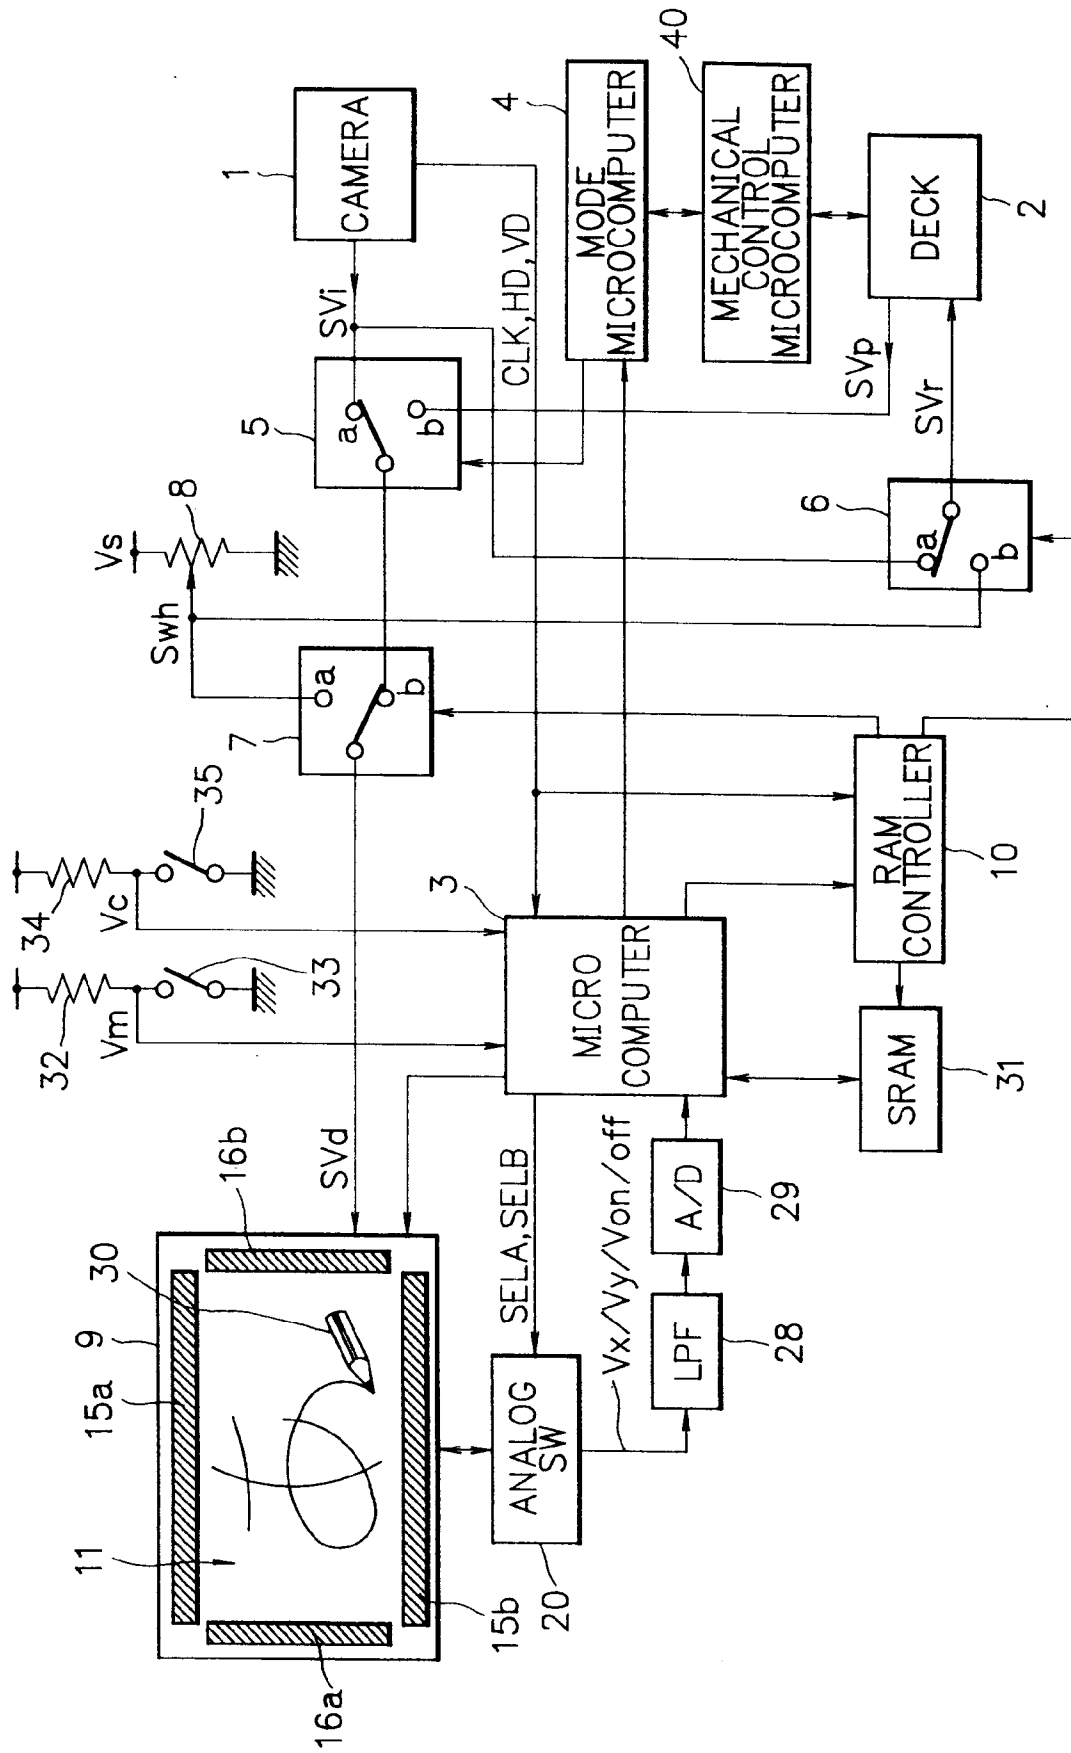 1
CAMERA
SVi
CLK, HD, VD
4
MODE
MICROCOMPUTER
40
MECHANICAL
CONTROL
MICROCOMPUTER
DECK
2
SVp
SVr
5
a
b
6
a
b
Vs
8
Swh
7
a
b
35
34
Vc
33
32
Vm
3
MICRO
COMPUTER
RAM
CONTROLLER
10
SRAM
31
SVd
SELA, SELB
Vx/Vy/Von/off
A/D
29
LPF
28
ANALOG
SW
20
16b
30
9
15a
11
15b
16a